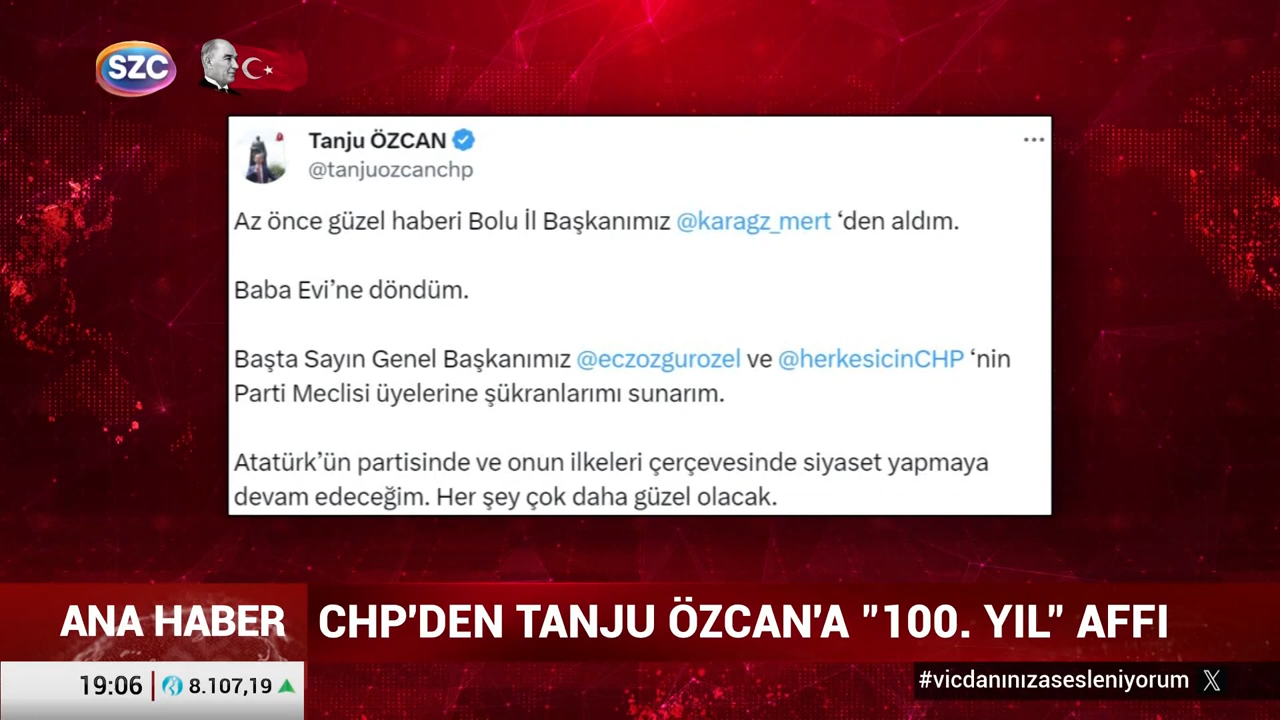 SZC
Tanju ÖZCAN
@tanjuozcanchp
Az önce güzel haberi Bolu İl Başkanımız @karagz_mert ‘den aldım.
Baba Evi’ne döndüm.
Başta Sayın Genel Başkanımız @eczozgurozel ve @herkesicinCHP ‘nin
Parti Meclisi üyelerine şükranlarımı sunarım.
Atatürk’ün partisinde ve onun ilkeleri çerçevesinde siyaset yapmaya
devam edeceğim. Her şey çok daha güzel olacak.
ANA HABER
CHP'DEN TANJU ÖZCAN'A "100. YIL" AFFI
19:06 8.107,19
#vicdanınızasesleniyorum X